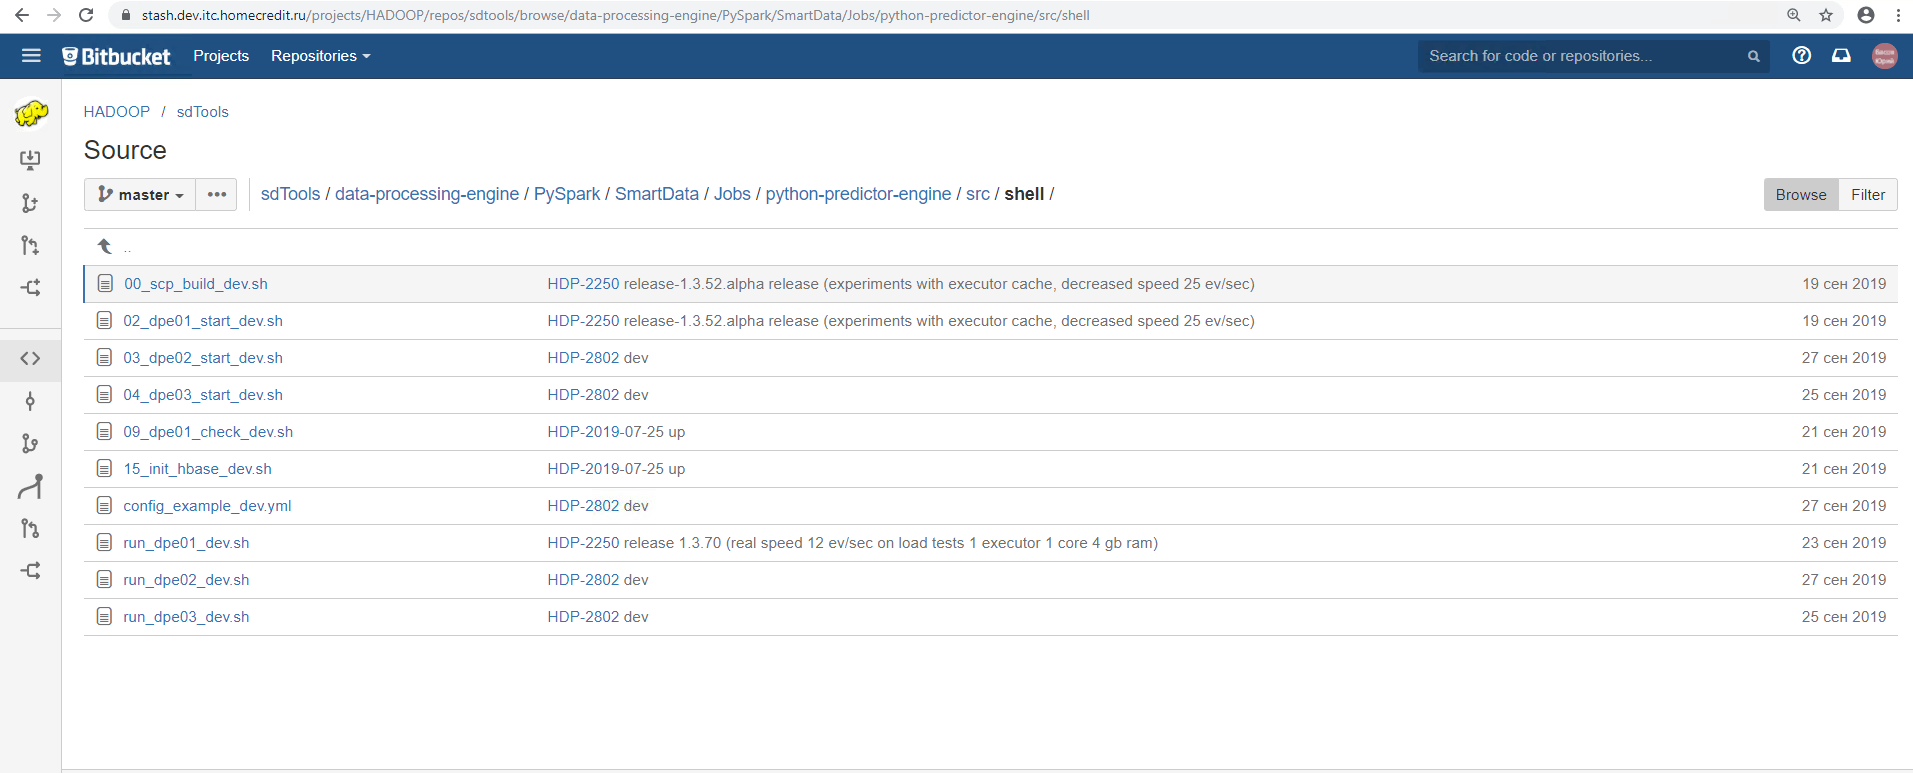 stash.dev.itc.homecredit.ru/projects/HADOOP/repos/sdtools/browse/data-processing-engine/PySpark/SmartData/Jobs/python-predictor-engine/src/shell
Bitbucket Projects Repositories Search for code or repositories...
HADOOP / sdTools
Source
master ••• sdTools / data-processing-engine / PySpark / SmartData / Jobs / python-predictor-engine / src / shell / Browse Filter
..
00_scp_build_dev.sh HDP-2250 release-1.3.52.alpha release (experiments with executor cache, decreased speed 25 ev/sec) 19 сен 2019
02_dpe01_start_dev.sh HDP-2250 release-1.3.52.alpha release (experiments with executor cache, decreased speed 25 ev/sec) 19 сен 2019
03_dpe02_start_dev.sh HDP-2802 dev 27 сен 2019
04_dpe03_start_dev.sh HDP-2802 dev 25 сен 2019
09_dpe01_check_dev.sh HDP-2019-07-25 up 21 сен 2019
15_init_hbase_dev.sh HDP-2019-07-25 up 21 сен 2019
config_example_dev.yml HDP-2802 dev 27 сен 2019
run_dpe01_dev.sh HDP-2250 release 1.3.70 (real speed 12 ev/sec on load tests 1 executor 1 core 4 gb ram) 23 сен 2019
run_dpe02_dev.sh HDP-2802 dev 27 сен 2019
run_dpe03_dev.sh HDP-2802 dev 25 сен 2019